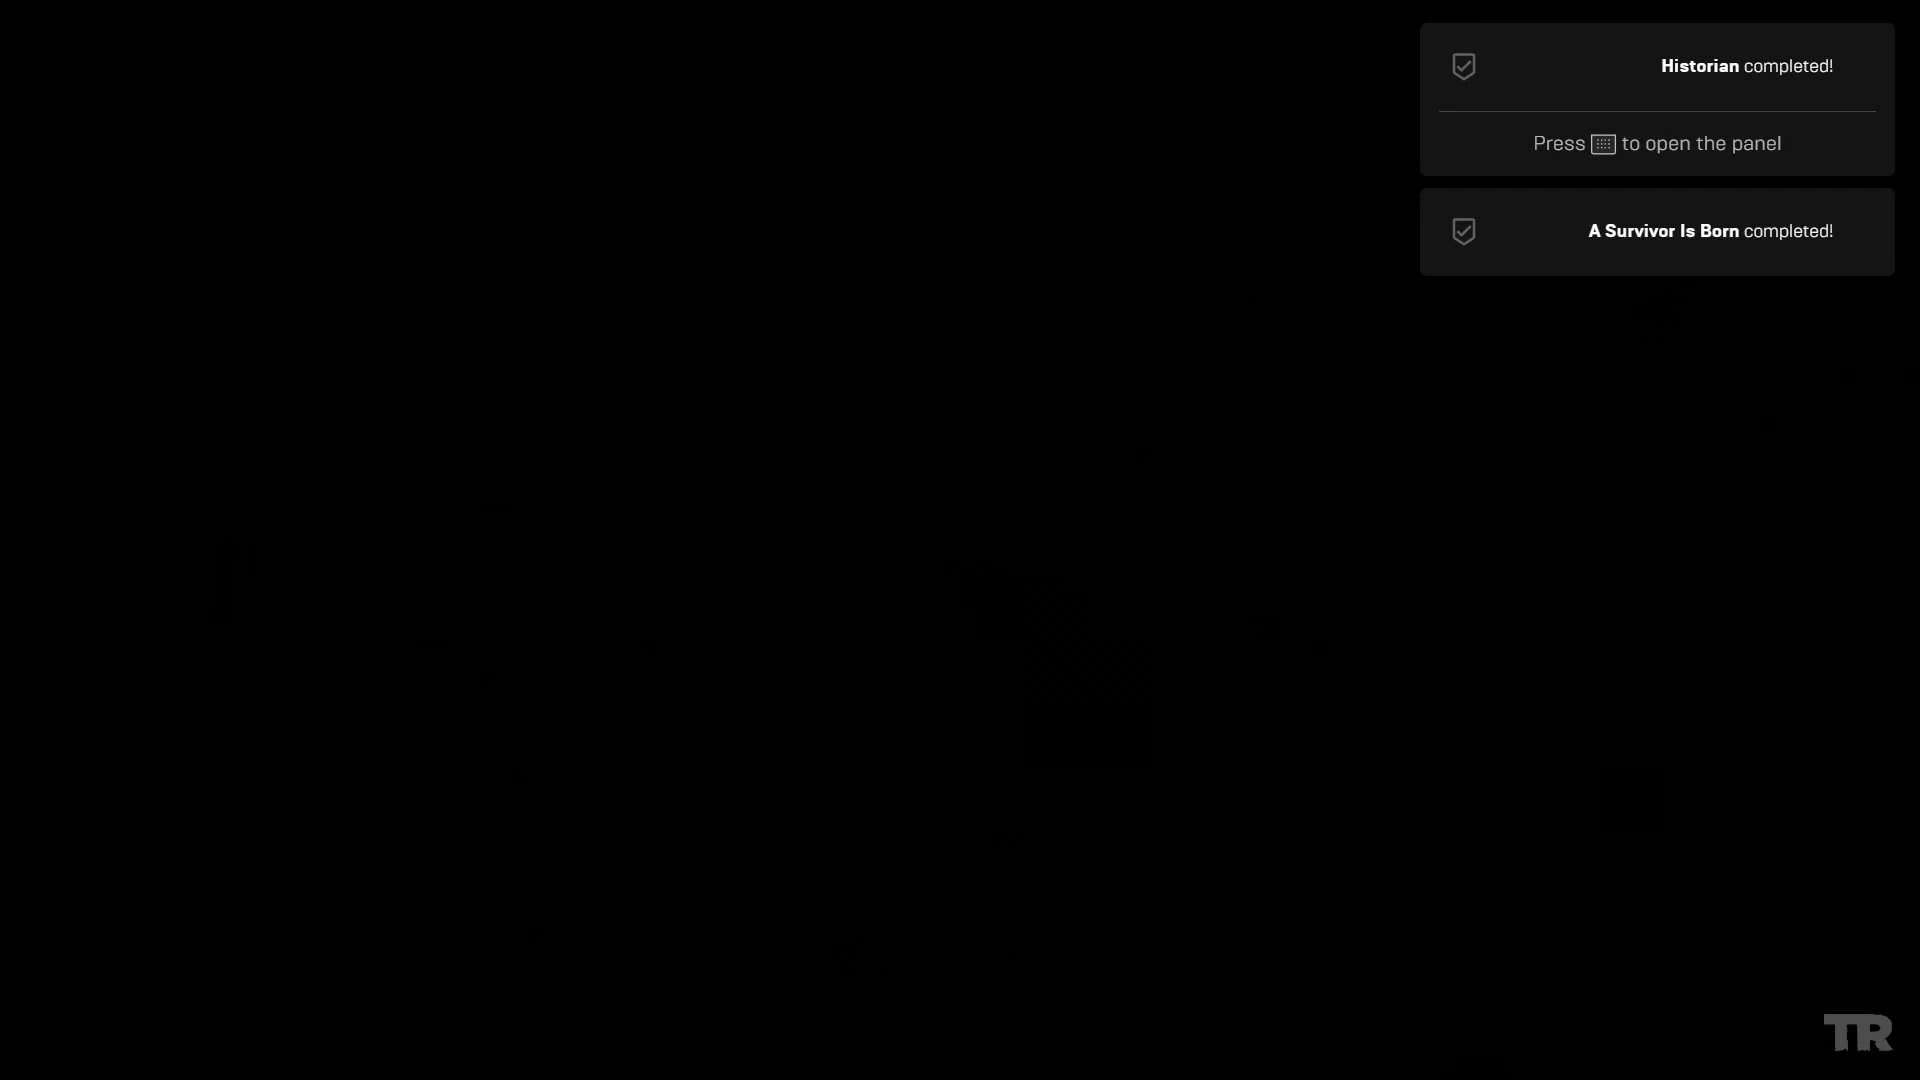 Historian completed!
Press to open the panel
A Survivor Is Born completed!
TR